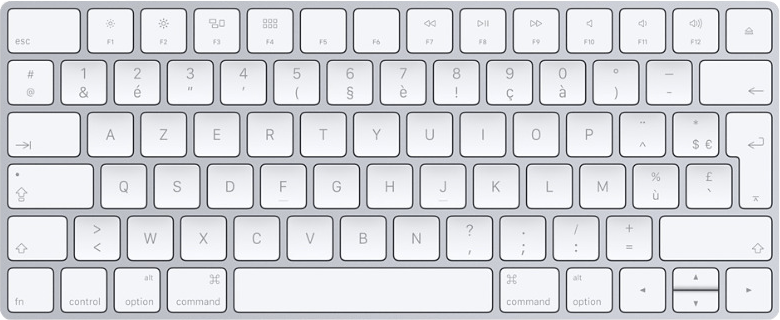 esc F1 F2 F3 F4 F5 F6 F7 F8 F9 F10 F11 F12
# 1 2 3 4 5 6 7 8 9 0 ° _
@ & é " ' ( § è ! ç à ) -
A Z E R T Y U I O P ¨ *
^ $ €
Q S D F G H J K L M % £
ù `
> W X C V B N ? . / +
< , ; : =
alt alt
fn control option command command option